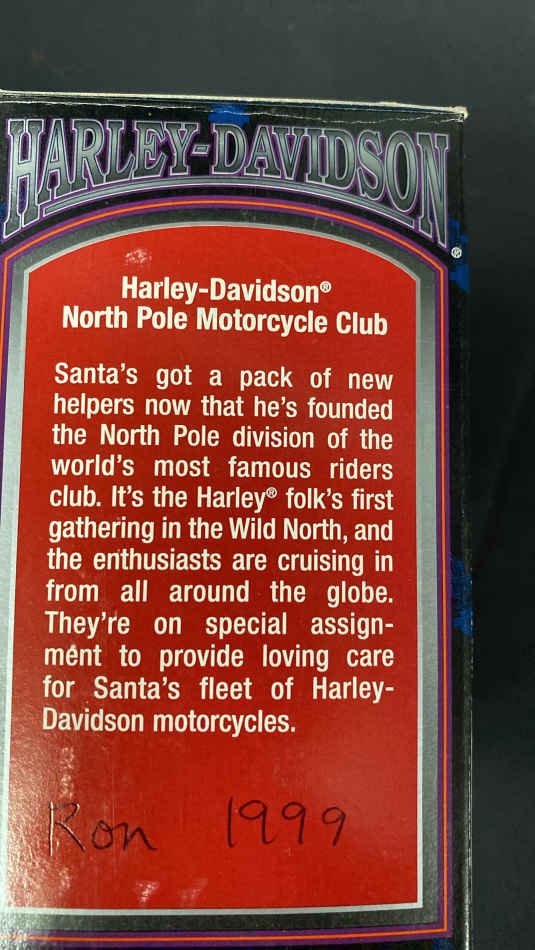 HARLEY-DAVIDSON®
Harley-Davidson®
North Pole Motorcycle Club
Santa's got a pack of new
helpers now that he's founded
the North Pole division of the
world's most famous riders
club. It's the Harley® folk's first
gathering in the Wild North, and
the enthusiasts are cruising in
from all around the globe.
They're on special assign-
ment to provide loving care
for Santa's fleet of Harley-
Davidson motorcycles.
Ron 1999